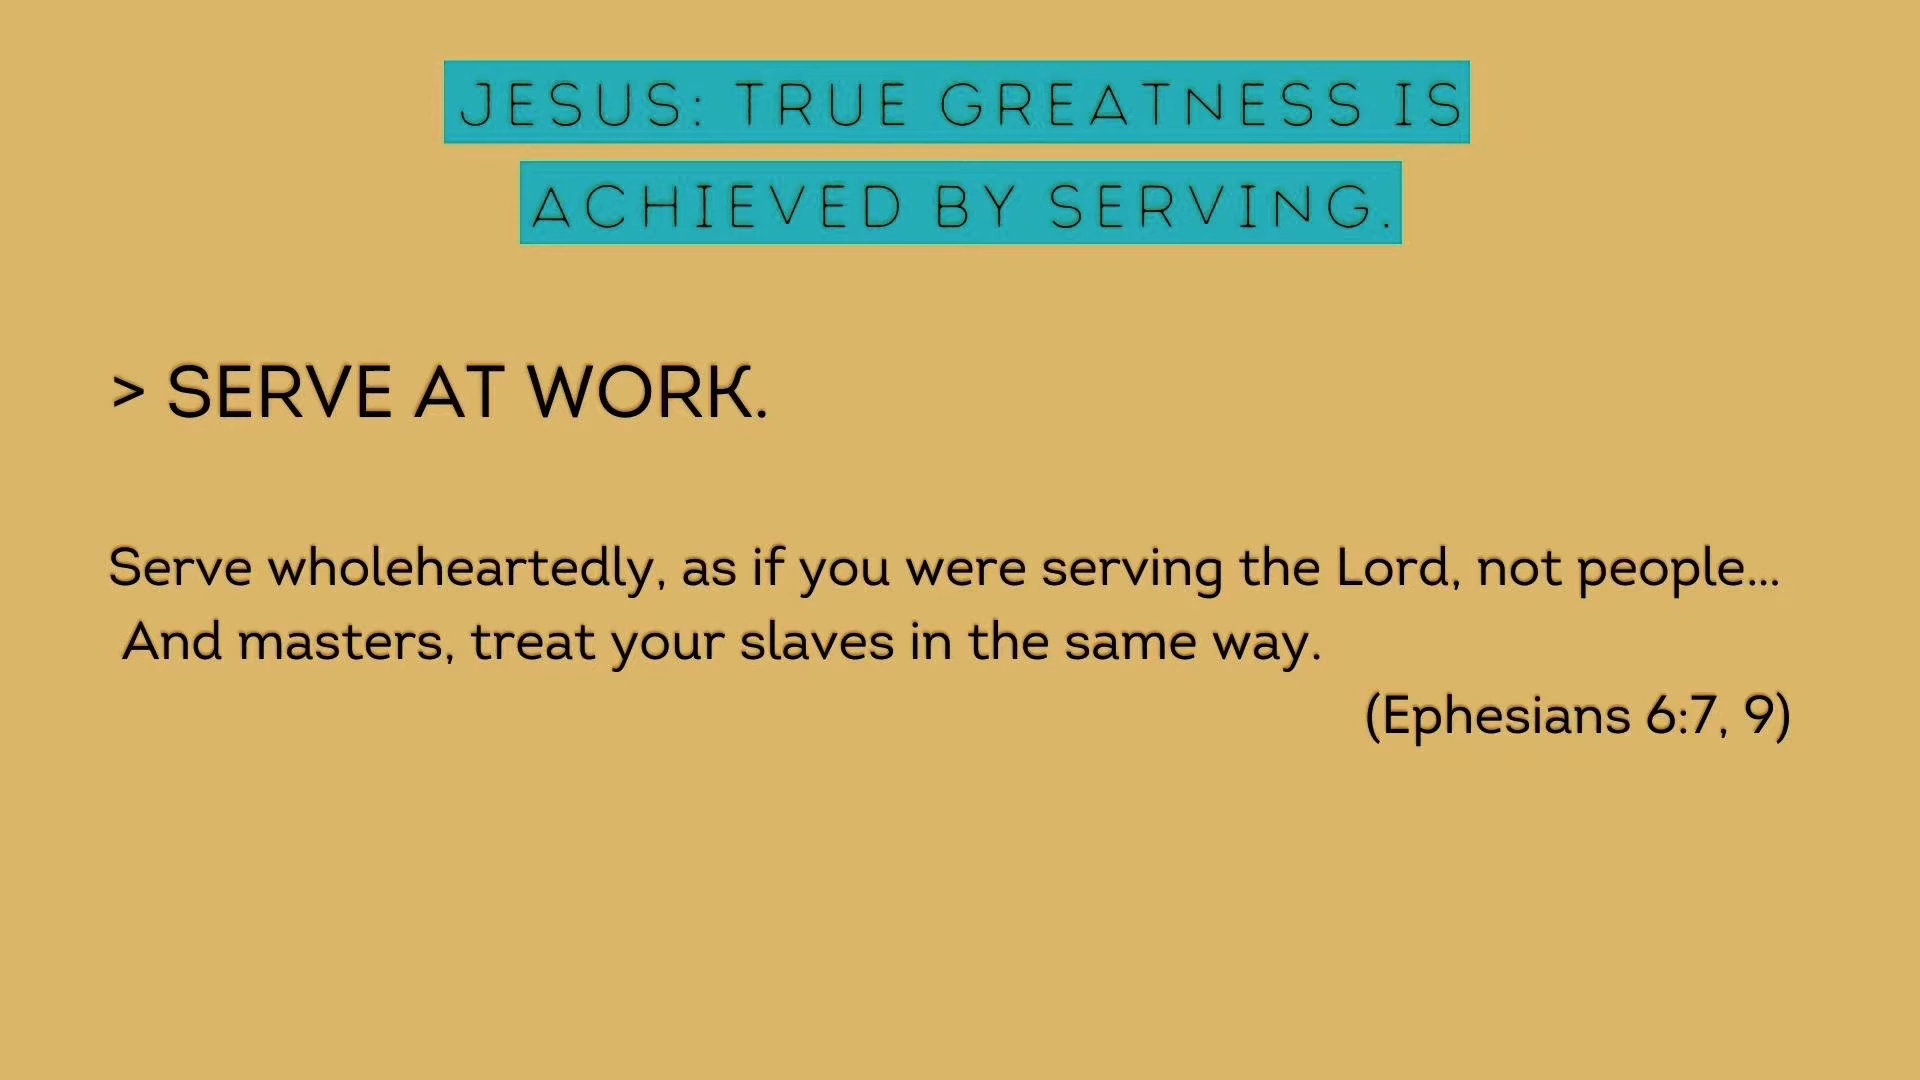 JESUS: TRUE GREATNESS IS
ACHIEVED BY SERVING.
> SERVE AT WORK.
Serve wholeheartedly, as if you were serving the Lord, not people...
And masters, treat your slaves in the same way.
(Ephesians 6:7, 9)